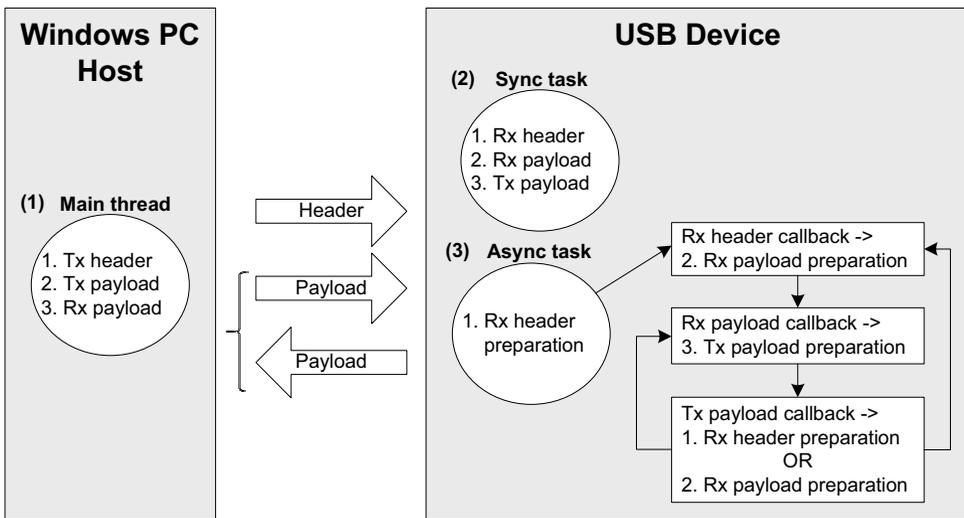 Windows PC
Host
(1) Main thread
1. Tx header
2. Tx payload
3. Rx payload
Header
Payload
Payload
USB Device
(2) Sync task
1. Rx header
2. Rx payload
3. Tx payload
(3) Async task
1. Rx header
preparation
Rx header callback ->
2. Rx payload preparation
Rx payload callback ->
3. Tx payload preparation
Tx payload callback ->
1. Rx header preparation
OR
2. Rx payload preparation